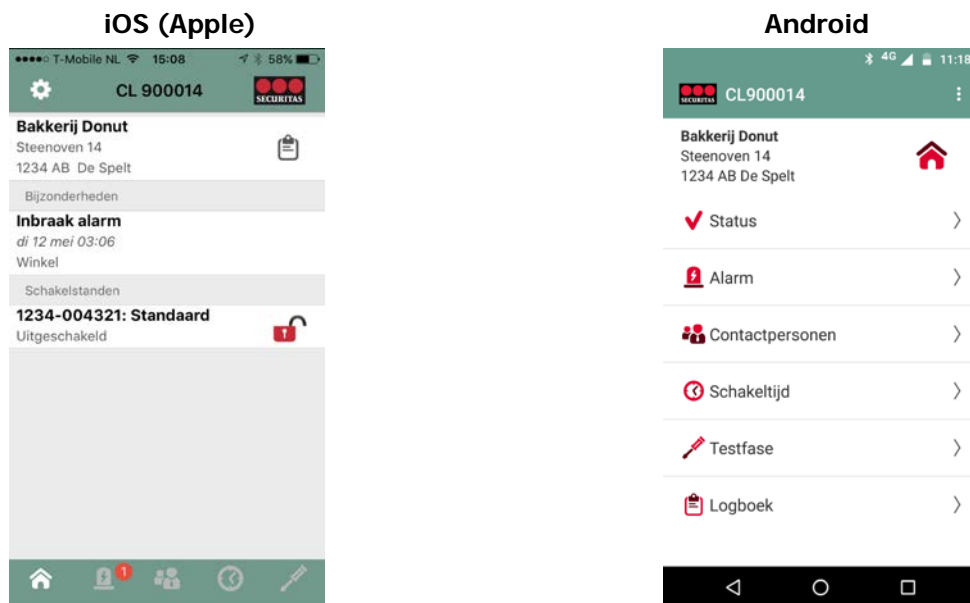 iOS (Apple)
T-Mobile NL 15:08 58%
CL 900014
SECURITAS
Bakkerij Donut
Steenoven 14
1234 AB De Spelt
Bijzonderheden
Inbraak alarm
di 12 mei 03:06
Winkel
Schakelstanden
1234-004321: Standaard
Uitgeschakeld
1
Android
4G 11:18
SECURITAS CL900014
Bakkerij Donut
Steenoven 14
1234 AB De Spelt
Status
Alarm
Contactpersonen
Schakeltijd
Testfase
Logboek